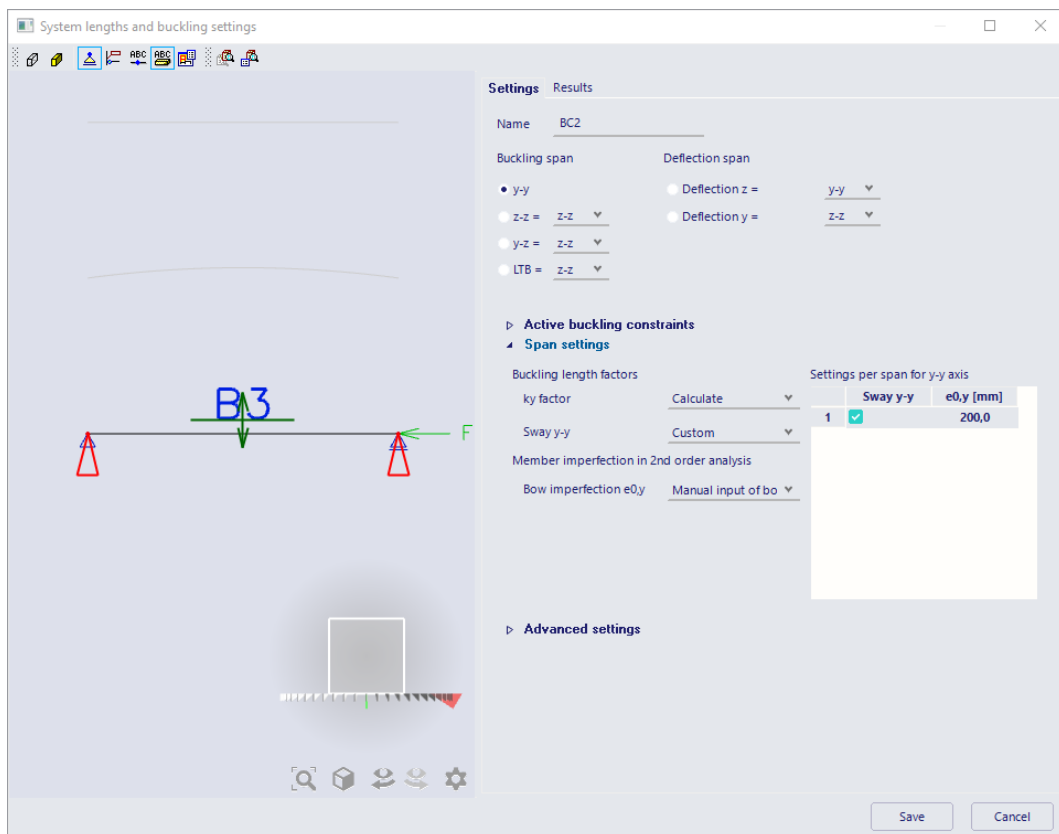 System lengths and buckling settings
ABC ABC
Settings Results
Name BC2
Buckling span Deflection span
y-y Deflection z = y-y
z-z = z-z Deflection y = z-z
y-z = z-z
LTB = z-z
Active buckling constraints
Span settings
Buckling length factors Settings per span for y-y axis
ky factor Calculate Sway y-y e0,y [mm]
1 200,0
Sway y-y Custom
Member imperfection in 2nd order analysis
Bow imperfection e0,y Manual input of bo
B3
F
Advanced settings
Save Cancel